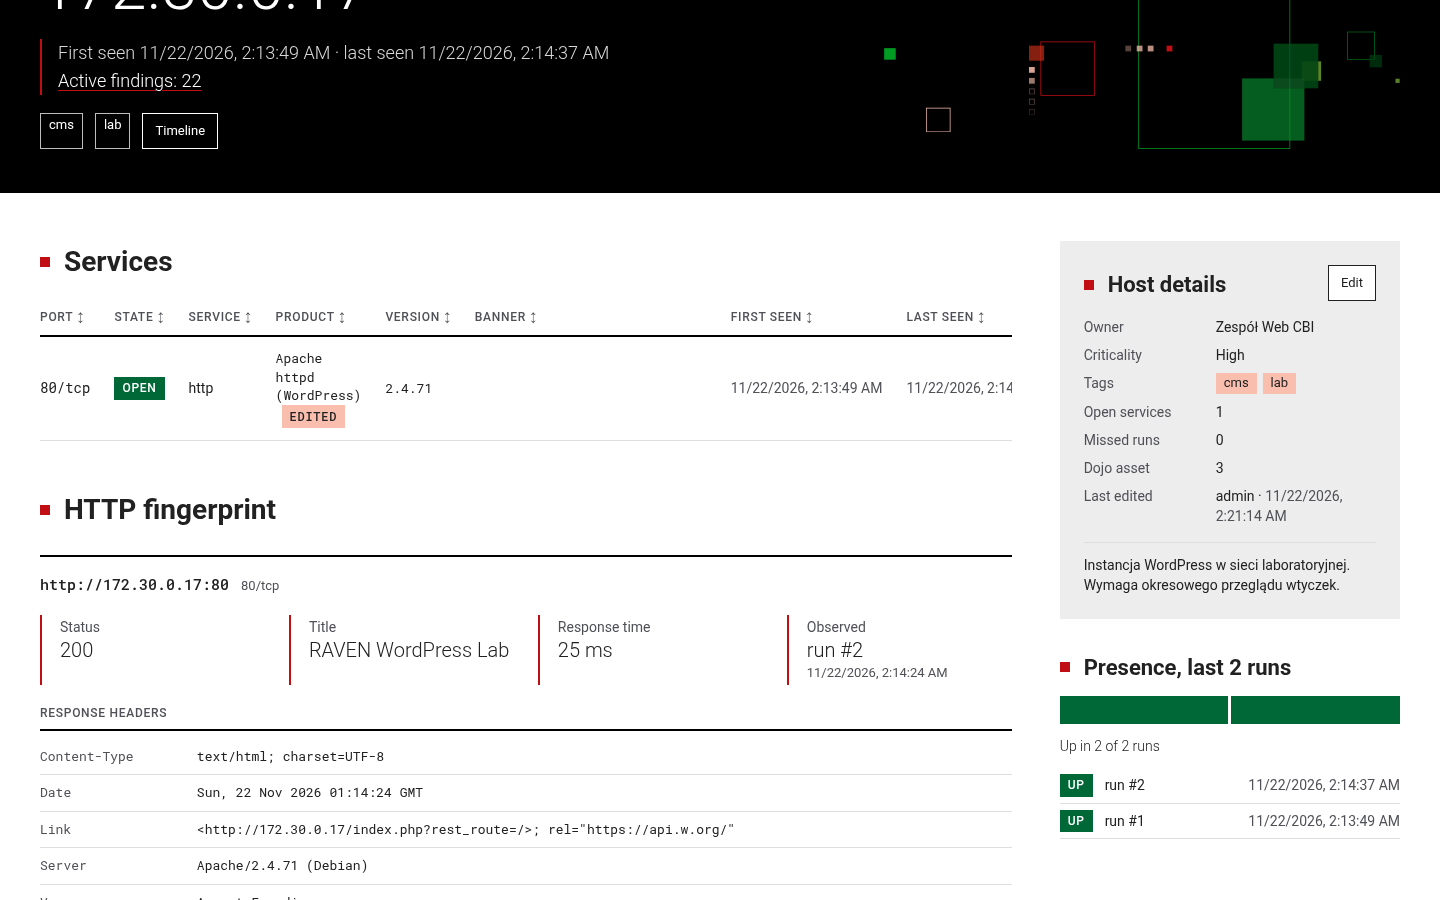 172.30.0.17
First seen 11/22/2026, 2:13:49 AM · last seen 11/22/2026, 2:14:37 AM
Active findings: 22
cms lab Timeline
Services
PORT ↕ STATE ↕ SERVICE ↕ PRODUCT ↕ VERSION ↕ BANNER ↕ FIRST SEEN ↕ LAST SEEN ↕
80/tcp OPEN http Apache httpd (WordPress) EDITED 2.4.71 11/22/2026, 2:13:49 AM 11/22/2026, 2:14
HTTP fingerprint
http://172.30.0.17:80 80/tcp
Status Title Response time Observed
200 RAVEN WordPress Lab 25 ms run #2
11/22/2026, 2:14:24 AM
RESPONSE HEADERS
Content-Type text/html; charset=UTF-8
Date Sun, 22 Nov 2026 01:14:24 GMT
Link <http://172.30.0.17/index.php?rest_route=/>; rel="https://api.w.org/"
Server Apache/2.4.71 (Debian)
Host details Edit
Owner Zespół Web CBI
Criticality High
Tags cms lab
Open services 1
Missed runs 0
Dojo asset 3
Last edited admin · 11/22/2026,
2:21:14 AM
Instancja WordPress w sieci laboratoryjnej.
Wymaga okresowego przeglądu wtyczek.
Presence, last 2 runs
Up in 2 of 2 runs
UP run #2 11/22/2026, 2:14:37 AM
UP run #1 11/22/2026, 2:13:49 AM